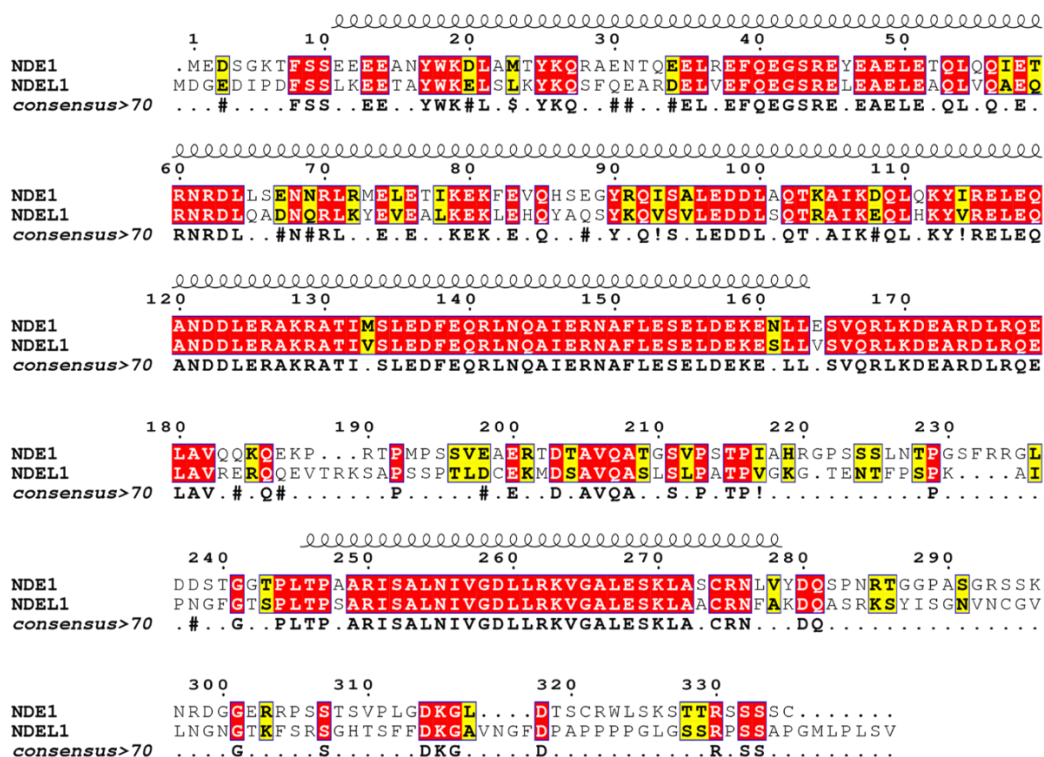 1 10 20 30 40 50
NDE1 .MEDSGKTFSSEEEEANYWKDLAMTYKQRAENTQEELREFQEGSREYEAELETQLQQIET
NDEL1 MDGEDIPDFSSLKEETAYWKELSLKYKQSFQEARDELVEFQEGSRELEAELEAQLVQAEQ
consensus>70 ...#....FSS..EE..YWK#L.$.YKQ..##..#EL.EFQEGSRE.EAELE.QL.Q.E.
60 70 80 90 100 110
NDE1 RNRDLLSENNRLRMELETIKEKFEVQHSEGYRQISALEDDLAQTKAIKDQLQKYIRELEQ
NDEL1 RNRDLQADNQRLKYEVEALKEKLEHQYAQSYKQVSVLEDDLSQTRAIKEQLHKYVRELEQ
consensus>70 RNRDL..#N#RL..E.E..KEK.E.Q..#.Y.Q!S.LEDDL.QT.AIK#QL.KY!RELEQ
120 130 140 150 160 170
NDE1 ANDDLERAKRATIMSLEDFEQRLNQAIERNAFLESELDEKENLLESVQRLKDEARDLRQE
NDEL1 ANDDLERAKRATIVSLEDFEQRLNQAIERNAFLESELDEKESLLVSVQRLKDEARDLRQE
consensus>70 ANDDLERAKRATI.SLEDFEQRLNQAIERNAFLESELDEKE.LL.SVQRLKDEARDLRQE
180 190 200 210 220 230
NDE1 LAVQQKQEKP...RTPMPSSVEAERTDTAVQATGSVPSTPIAHRGPSSSLNTPGSFRRGL
NDEL1 LAVRERQQEVTRKSAPSSPTLDCEKMDSAVQASLSLPATPVGKG.TENTFPSPK....AI
consensus>70 LAV.#.Q#.......P.....#.E..D.AVQA..S.P.TP!...........P.......
240 250 260 270 280 290
NDE1 DDSTGGTPLTPAARISALNIVGDLLRKVGALESKLASCRNLVYDQSPNRTGGPASGRSSK
NDEL1 PNGFGTSPLTPSARISALNIVGDLLRKVGALESKLAACRNFAKDQASRKSYISGNVNCGV
consensus>70 .#..G..PLTP.ARISALNIVGDLLRKVGALESKLA.CRN...DQ...............
300 310 320 330
NDE1 NRDGGERRPSSTSVPLGDKGL....DTSCRWLSKSTTRSSSSC.......
NDEL1 LNGNGTKFSRSGHTSFFDKGAVNGFDPAPPPPGLGSSRPSSAPGMLPLSV
consensus>70 ....G.....S......DKG.....D...........R.SS.........